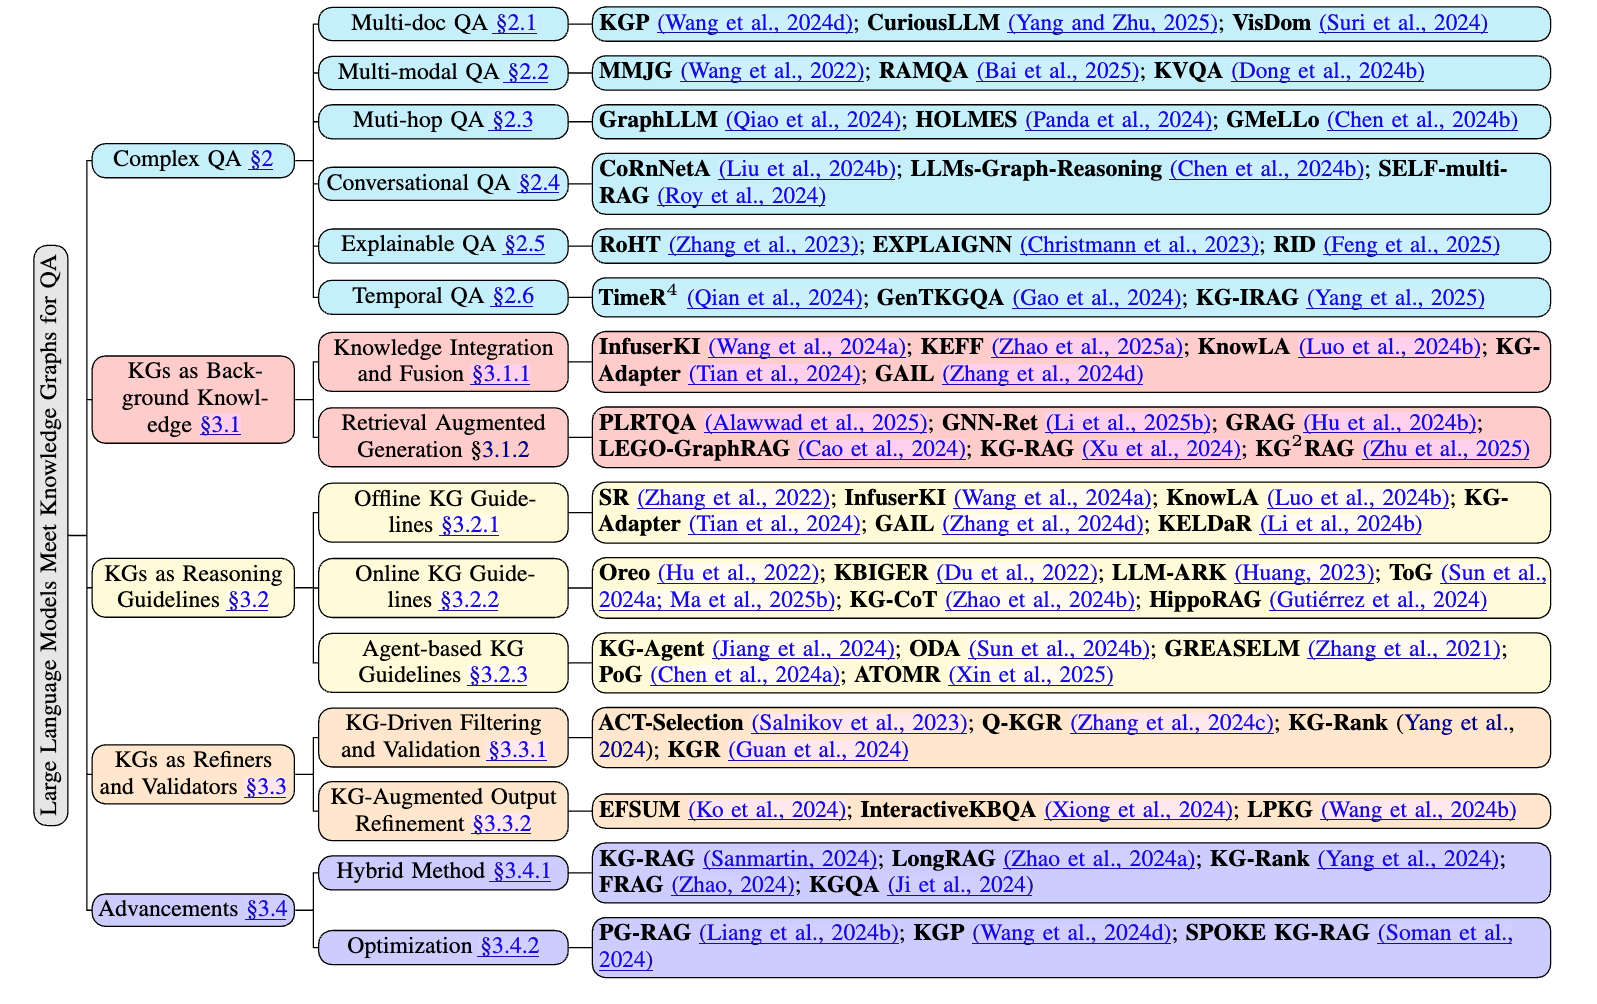 Large Language Models Meet Knowledge Graphs for QA
Complex QA §2
Multi-doc QA §2.1
KGP (Wang et al., 2024d); CuriousLLM (Yang and Zhu, 2025); VisDom (Suri et al., 2024)
Multi-modal QA §2.2
MMJG (Wang et al., 2022); RAMQA (Bai et al., 2025); KVQA (Dong et al., 2024b)
Muti-hop QA §2.3
GraphLLM (Qiao et al., 2024); HOLMES (Panda et al., 2024); GMeLLo (Chen et al., 2024b)
Conversational QA §2.4
CoRnNetA (Liu et al., 2024b); LLMs-Graph-Reasoning (Chen et al., 2024b); SELF-multi-
RAG (Roy et al., 2024)
Explainable QA §2.5
RoHT (Zhang et al., 2023); EXPLAIGNN (Christmann et al., 2023); RID (Feng et al., 2025)
Temporal QA §2.6
TimeR⁴ (Qian et al., 2024); GenTKGQA (Gao et al., 2024); KG-IRAG (Yang et al., 2025)
KGs as Back-
ground Knowl-
edge §3.1
Knowledge Integration
and Fusion §3.1.1
InfuserKI (Wang et al., 2024a); KEFF (Zhao et al., 2025a); KnowLA (Luo et al., 2024b); KG-
Adapter (Tian et al., 2024); GAIL (Zhang et al., 2024d)
Retrieval Augmented
Generation §3.1.2
PLRTQA (Alawwad et al., 2025); GNN-Ret (Li et al., 2025b); GRAG (Hu et al., 2024b);
LEGO-GraphRAG (Cao et al., 2024); KG-RAG (Xu et al., 2024); KG²RAG (Zhu et al., 2025)
KGs as Reasoning
Guidelines §3.2
Offline KG Guide-
lines §3.2.1
SR (Zhang et al., 2022); InfuserKI (Wang et al., 2024a); KnowLA (Luo et al., 2024b); KG-
Adapter (Tian et al., 2024); GAIL (Zhang et al., 2024d); KELDaR (Li et al., 2024b)
Online KG Guide-
lines §3.2.2
Oreo (Hu et al., 2022); KBIGER (Du et al., 2022); LLM-ARK (Huang, 2023); ToG (Sun et al.,
2024a; Ma et al., 2025b); KG-CoT (Zhao et al., 2024b); HippoRAG (Gutiérrez et al., 2024)
Agent-based KG
Guidelines §3.2.3
KG-Agent (Jiang et al., 2024); ODA (Sun et al., 2024b); GREASELM (Zhang et al., 2021);
PoG (Chen et al., 2024a); ATOMR (Xin et al., 2025)
KGs as Refiners
and Validators §3.3
KG-Driven Filtering
and Validation §3.3.1
ACT-Selection (Salnikov et al., 2023); Q-KGR (Zhang et al., 2024c); KG-Rank (Yang et al.,
2024); KGR (Guan et al., 2024)
KG-Augmented Output
Refinement §3.3.2
EFSUM (Ko et al., 2024); InteractiveKBQA (Xiong et al., 2024); LPKG (Wang et al., 2024b)
Advancements §3.4
Hybrid Method §3.4.1
KG-RAG (Sanmartin, 2024); LongRAG (Zhao et al., 2024a); KG-Rank (Yang et al., 2024);
FRAG (Zhao, 2024); KGQA (Ji et al., 2024)
Optimization §3.4.2
PG-RAG (Liang et al., 2024b); KGP (Wang et al., 2024d); SPOKE KG-RAG (Soman et al.,
2024)